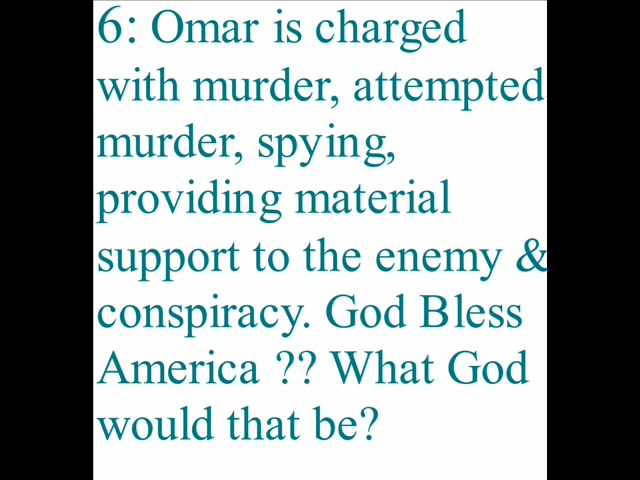 6: Omar is charged
with murder, attempted
murder, spying,
providing material
support to the enemy &
conspiracy. God Bless
America ?? What God
would that be?